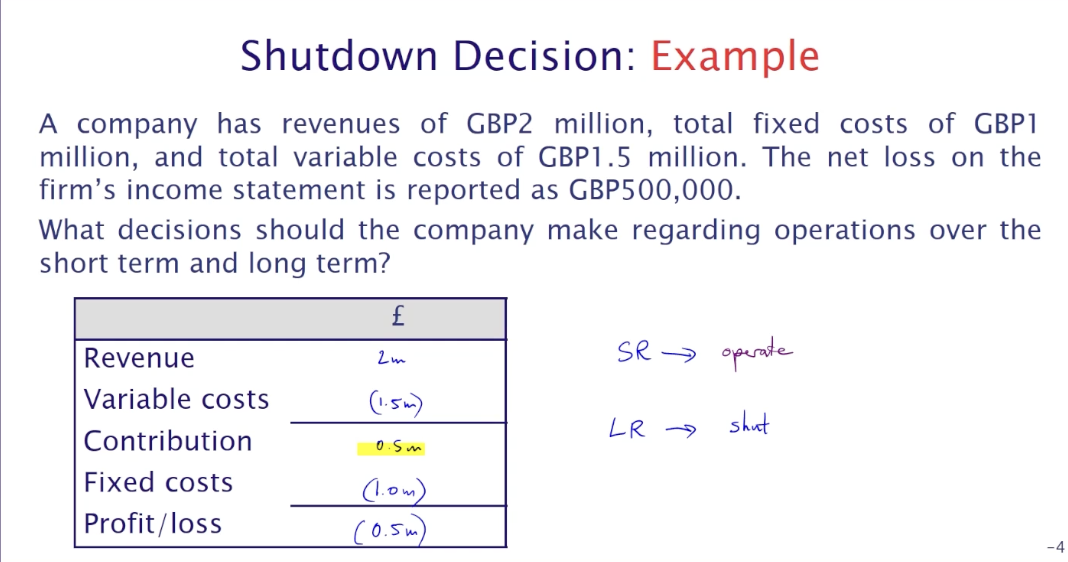 Shutdown Decision: Example
A company has revenues of GBP2 million, total fixed costs of GBP1
million, and total variable costs of GBP1.5 million. The net loss on the
firm's income statement is reported as GBP500,000.
What decisions should the company make regarding operations over the
short term and long term?
£
Revenue 2m
Variable costs (1.5m)
Contribution 0.5m
Fixed costs (1.0m)
Profit/loss (0.5m)
SR → operate
LR → shut
-4